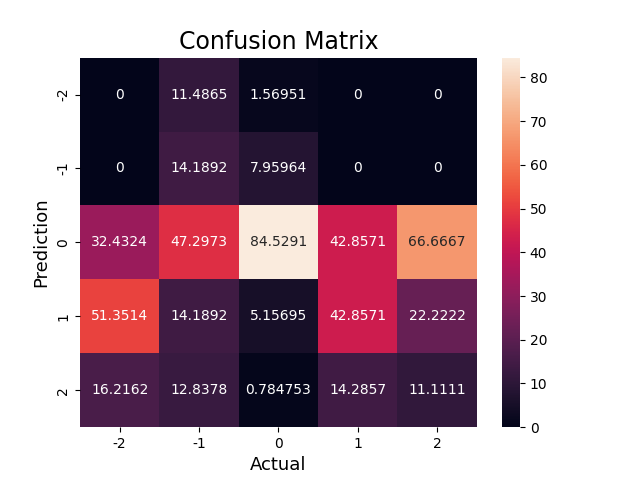 Confusion Matrix
-2 0 11.4865 1.56951 0 0
-1 0 14.1892 7.95964 0 0
0 32.4324 47.2973 84.5291 42.8571 66.6667
1 51.3514 14.1892 5.15695 42.8571 22.2222
2 16.2162 12.8378 0.784753 14.2857 11.1111
-2 -1 0 1 2
Prediction
Actual
80
70
60
50
40
30
20
10
0